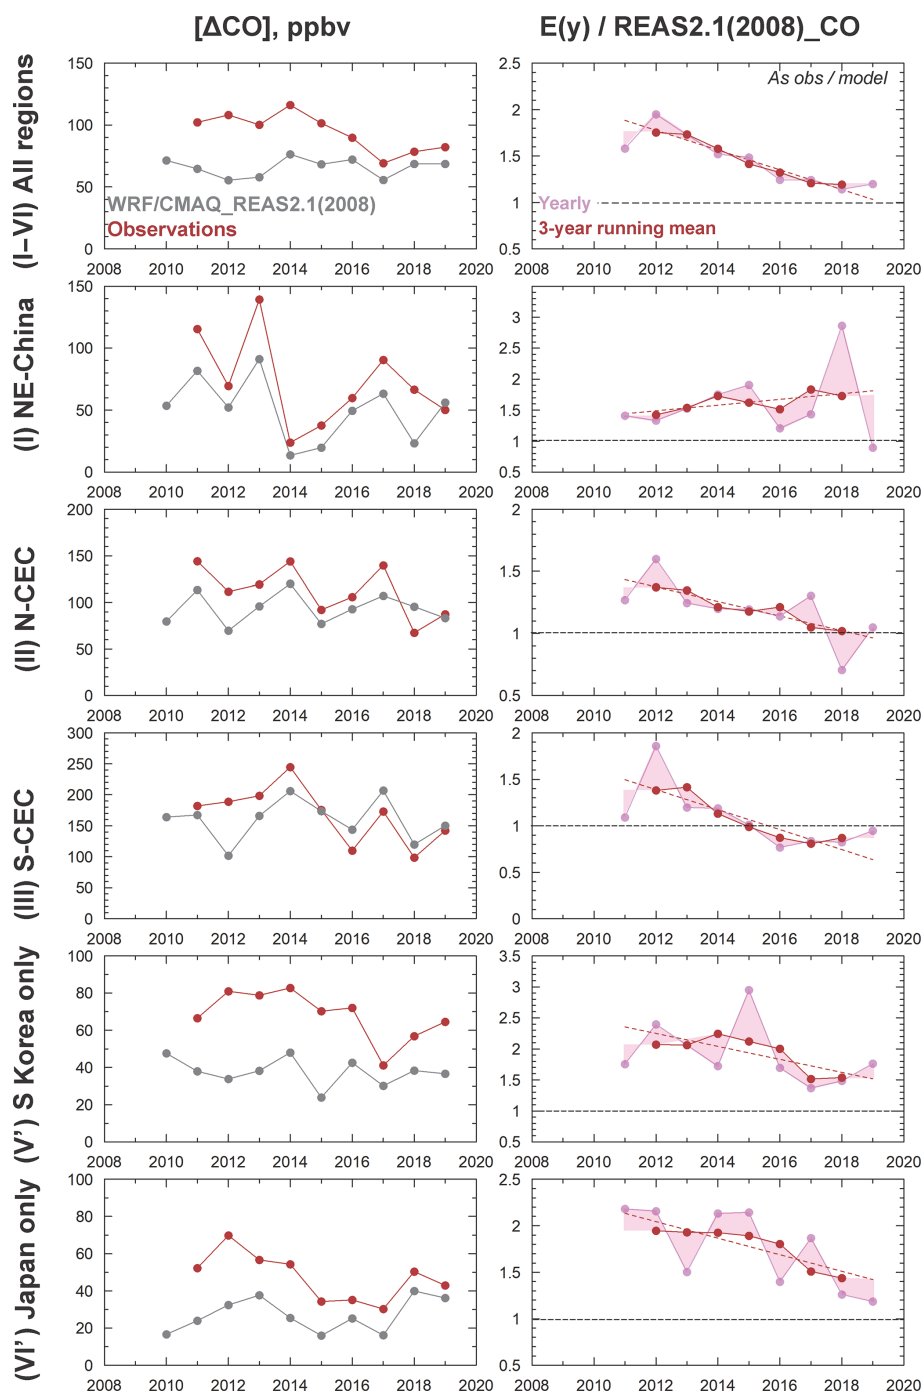 [ΔCO], ppbv
E(y) / REAS2.1(2008)_CO
(I–VI) All regions
150
100
50
0
WRF/CMAQ_REAS2.1(2008)
Observations
2008 2010 2012 2014 2016 2018 2020
2.5
2
1.5
1
0.5
As obs / model
Yearly
3-year running mean
2008 2010 2012 2014 2016 2018 2020
(I) NE-China
150
100
50
0
2008 2010 2012 2014 2016 2018 2020
3
2.5
2
1.5
1
0.5
2008 2010 2012 2014 2016 2018 2020
(II) N-CEC
200
150
100
50
0
2008 2010 2012 2014 2016 2018 2020
2
1.5
1
0.5
2008 2010 2012 2014 2016 2018 2020
(III) S-CEC
300
250
200
150
100
50
0
2008 2010 2012 2014 2016 2018 2020
2
1.5
1
0.5
0
2008 2010 2012 2014 2016 2018 2020
(V’) S Korea only
100
80
60
40
20
0
2008 2010 2012 2014 2016 2018 2020
3.5
3
2.5
2
1.5
1
0.5
2008 2010 2012 2014 2016 2018 2020
(VI’) Japan only
100
80
60
40
20
0
2008 2010 2012 2014 2016 2018 2020
2.5
2
1.5
1
0.5
2008 2010 2012 2014 2016 2018 2020